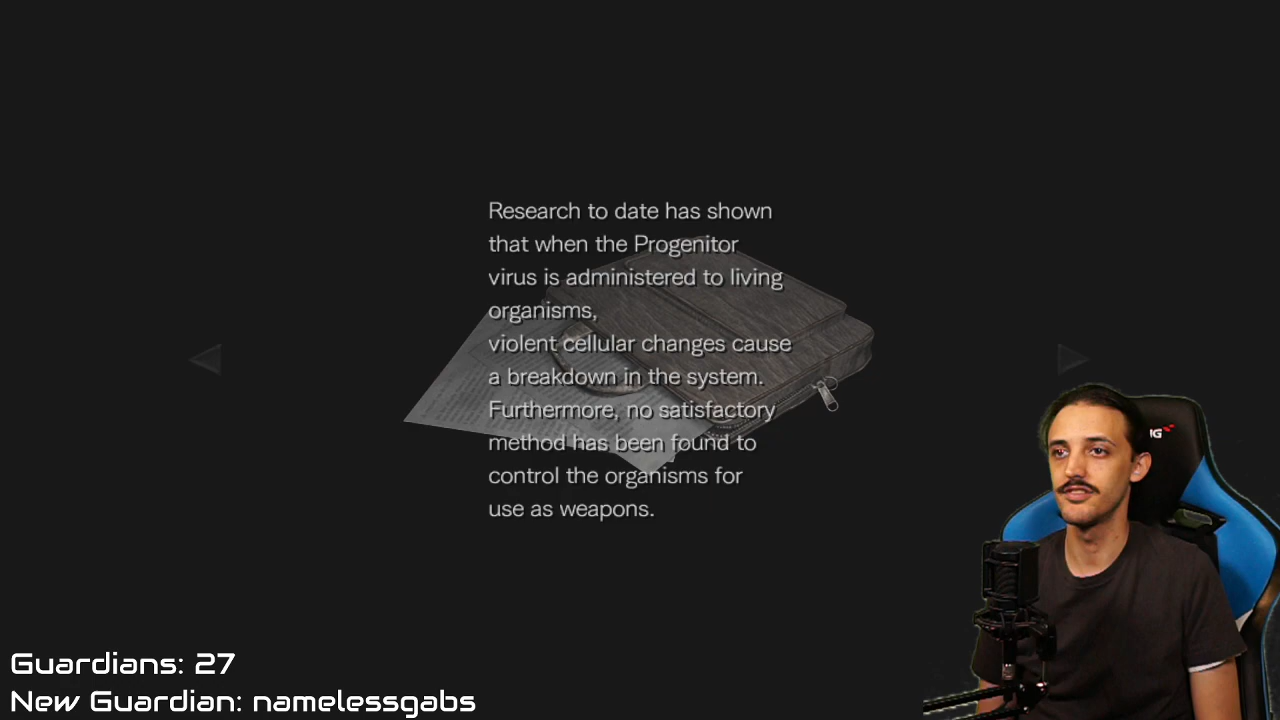 Research to date has shown
that when the Progenitor
virus is administered to living
organisms,
violent cellular changes cause
a breakdown in the system.
Furthermore, no satisfactory
method has been found to
control the organisms for
use as weapons.
IG
Guardians: 27
New Guardian: namelessgabs